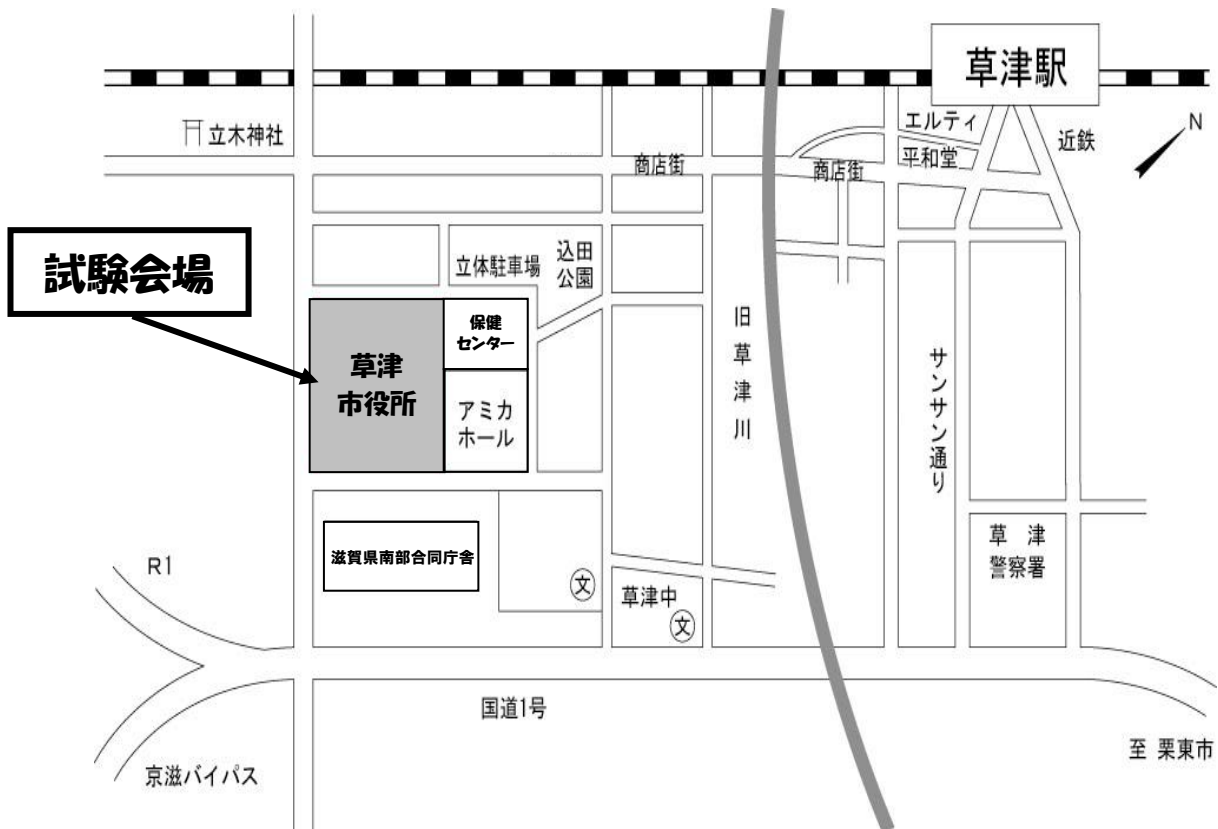 草津駅
エルティ
N
立木神社
近鉄
商店街
平和堂
商店街
試験会場
立体駐車場
込田
公園
保健
センター
旧草津川
草津
市役所
アミカ
ホール
サンサン通り
滋賀県南部合同庁舎
草津
警察署
R1
文
草津中
文
国道1号
至 栗東市
京滋バイパス